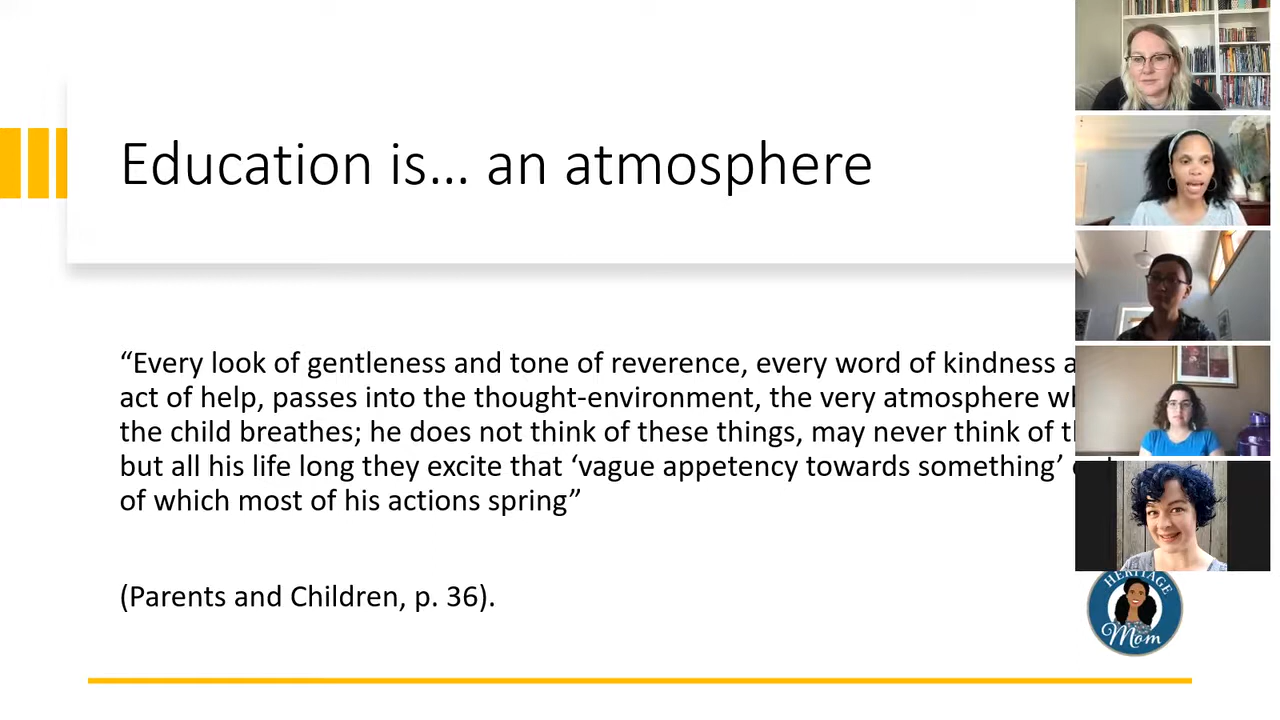 Education is... an atmosphere
“Every look of gentleness and tone of reverence, every word of kindness
act of help, passes into the thought-environment, the very atmosphere
the child breathes; he does not think of these things, may never think of
but all his life long they excite that ‘vague appetency towards something’
of which most of his actions spring”
(Parents and Children, p. 36).
HERITAGE
Mom